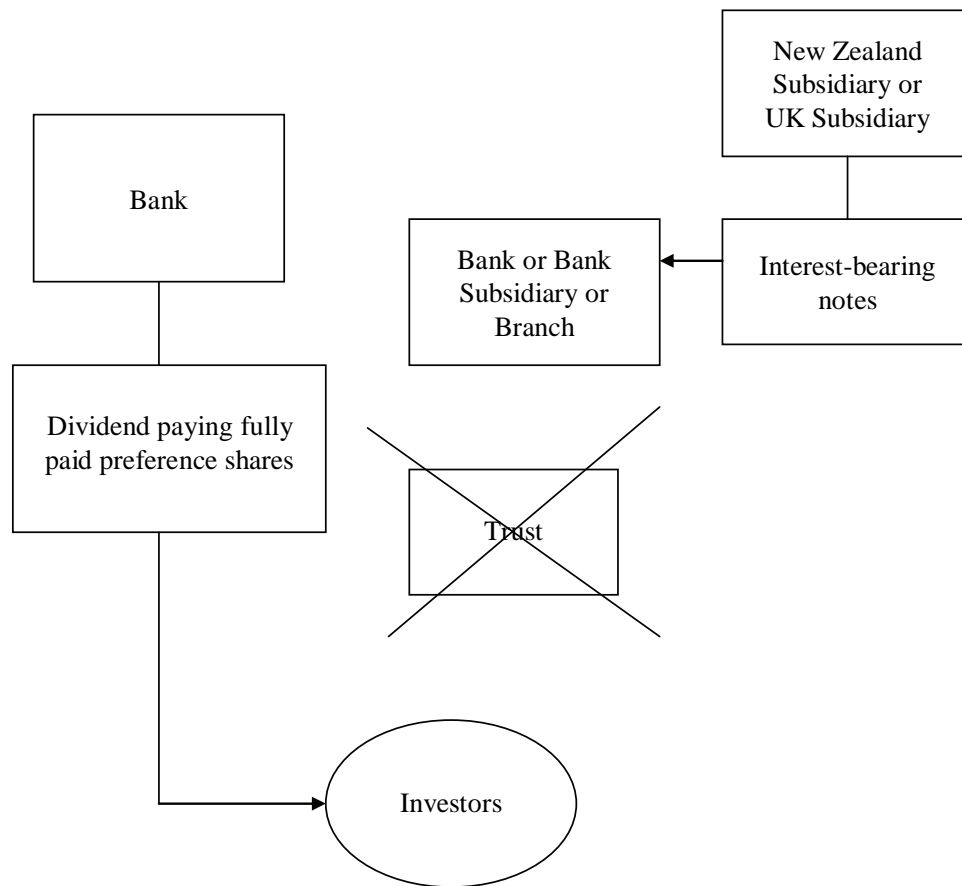 New Zealand
Subsidiary or
UK Subsidiary
Bank
Bank or Bank
Subsidiary or
Branch
Interest-bearing
notes
Dividend paying fully
paid preference shares
Trust
Investors